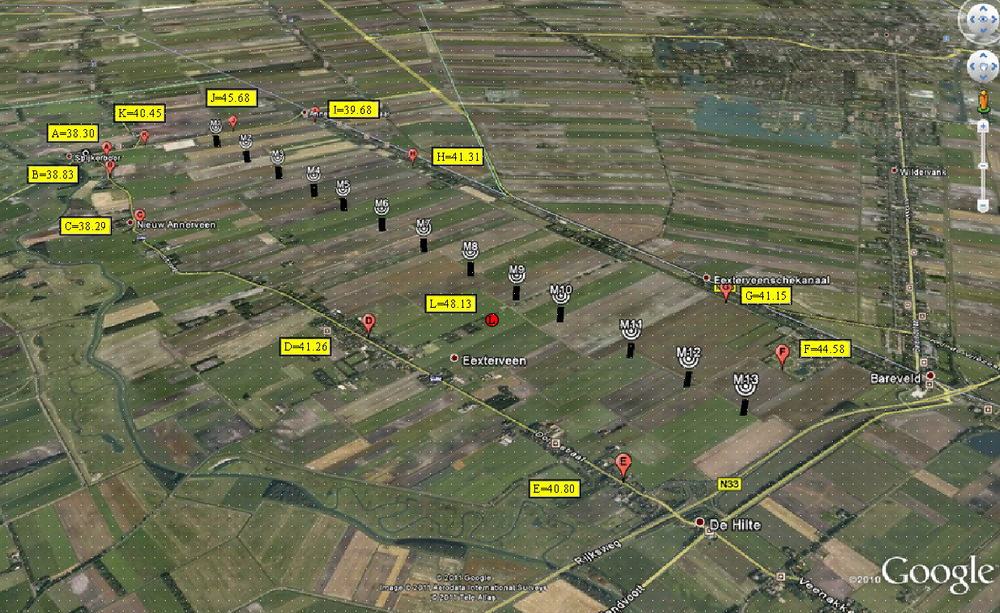 J=45.68
K=40.45
I=39.68
J
M1
A=38.30
K
M2
A
Spijkerboor
M3
H
H=41.31
B=38.83
B
M4
Wildervank
M5
M6
C=38.29
C
Nieuw Annerveen
M7
M8
M9
Eexterveenschekanaal
G
G=41.15
M10
L=48.13
L
D
M11
D=41.26
F=44.58
F
M12
Eexterveen
Bareveld
M13
E
E=40.80
N33
De Hilte
Rijksweg
© 2011 Google
Image © 2011 Aerodata International Surveys
© 2011 Tele Atlas
©2010 Google